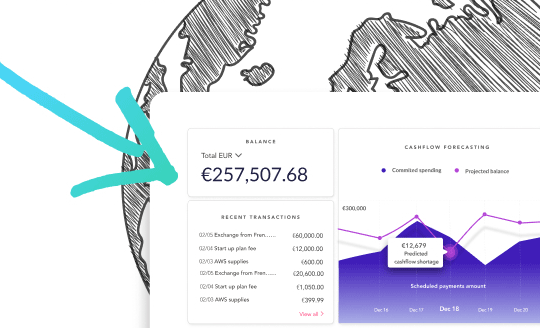 BALANCE
Total EUR
€257,507.68
RECENT TRANSACTIONS
02/05 Exchange from Fren...... €60,000.00
02/04 Start up plan fee €12,000.00
02/03 AWS supplies €600.00
02/05 Exchange from Fren...... €20,600.00
02/04 Start up plan fee €1,050.00
02/03 AWS supplies €399.99
View all >
CASHFLOW FORECASTING
Commited spending
Projected balance
€300,000
€12,679
Predicted
cashflow shortage
Scheduled payments amount
Dec 16 Dec 17 Dec 18 Dec 19 Dec 20